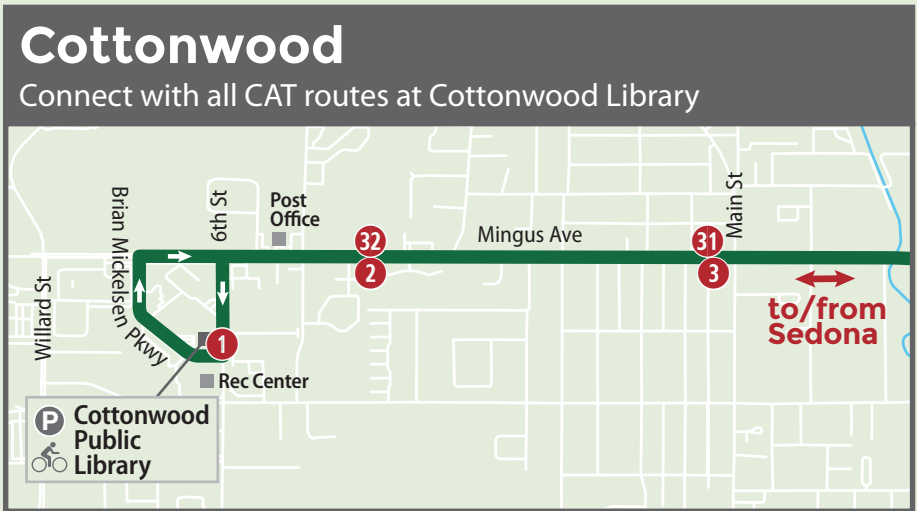 Cottonwood
Connect with all CAT routes at Cottonwood Library
Willard St
Brian Mickelsen Pkwy
6th St
Post
Office
32
2
Mingus Ave
31
3
Main St
to/from
Sedona
1
Rec Center
P
Cottonwood
Public
Library